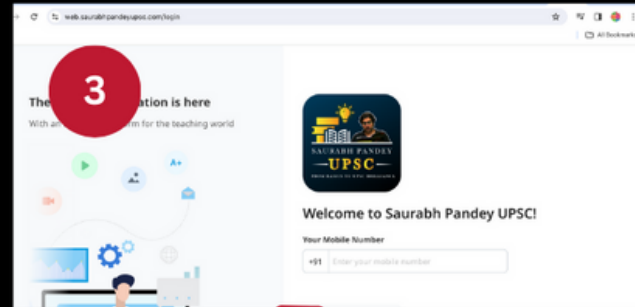 web.saurabhpandeyupsc.com/login
All Bookmarks
3
The
ation is here
With an
rm for the teaching world
A+
SAURABH PANDEY
UPSC
Welcome to Saurabh Pandey UPSC!
Your Mobile Number
+91 Enter your mobile number